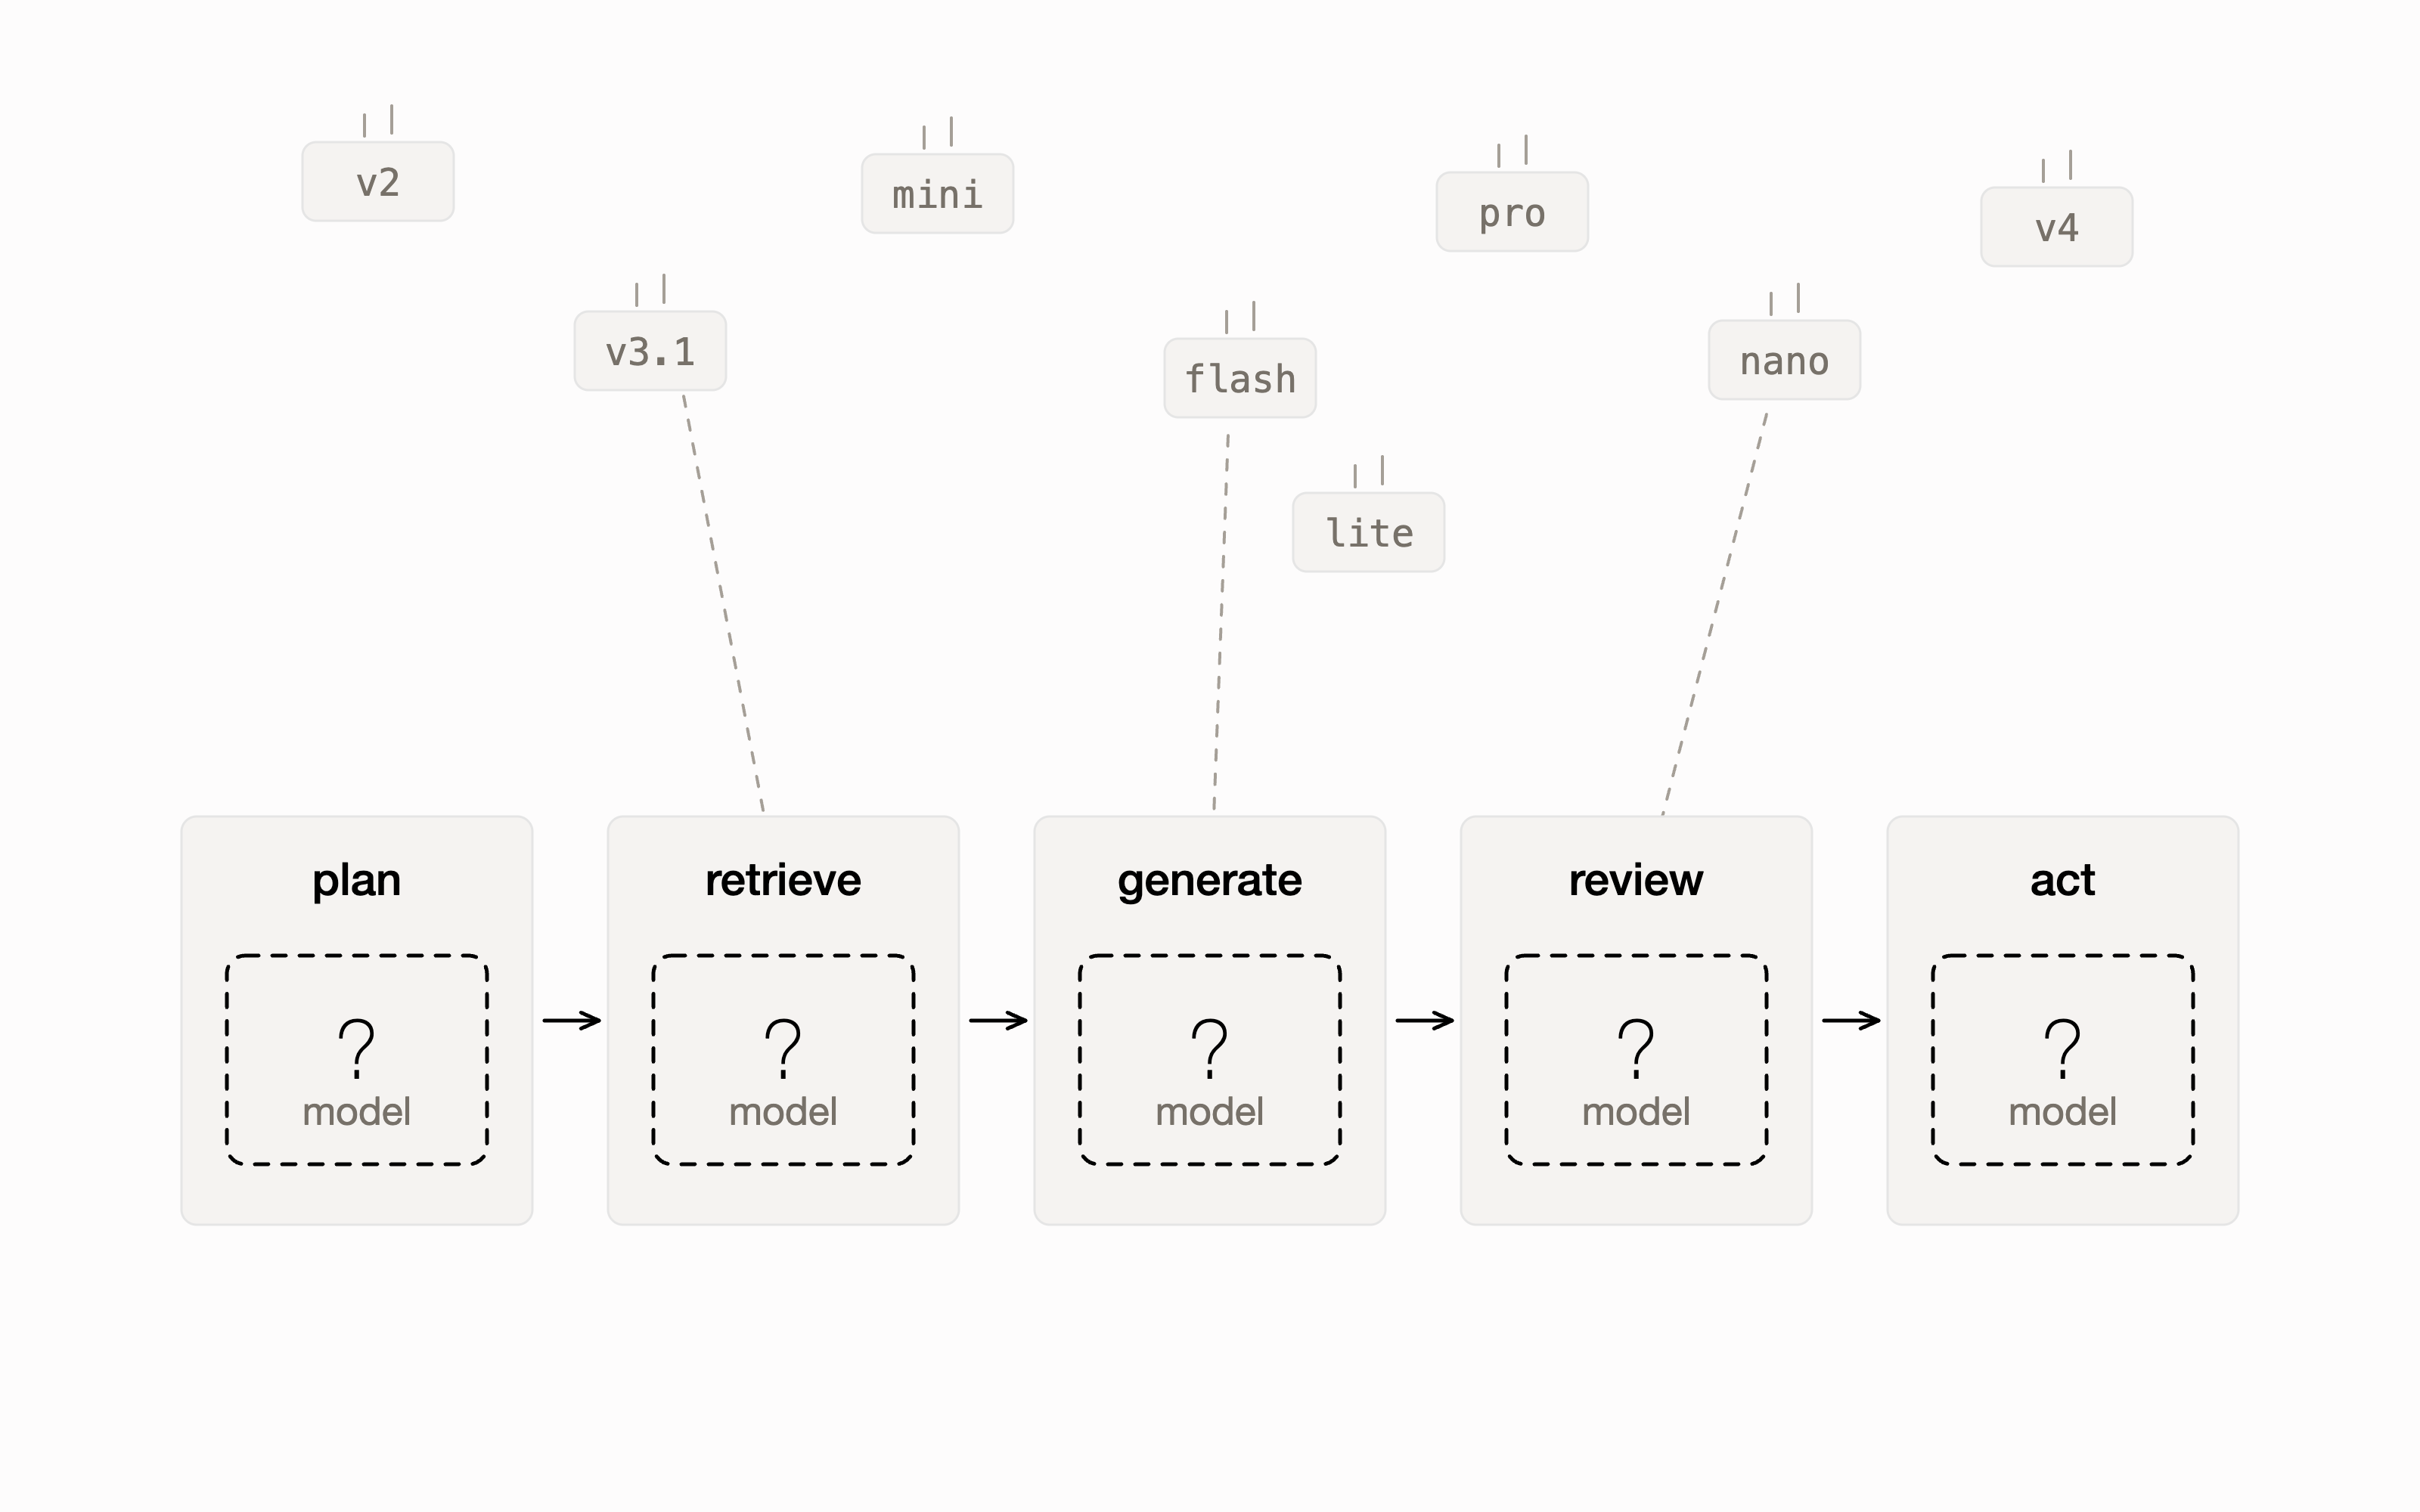 v2
mini
pro
v4
v3.1
flash
nano
lite
plan
retrieve
generate
review
act
?
model
?
model
?
model
?
model
?
model